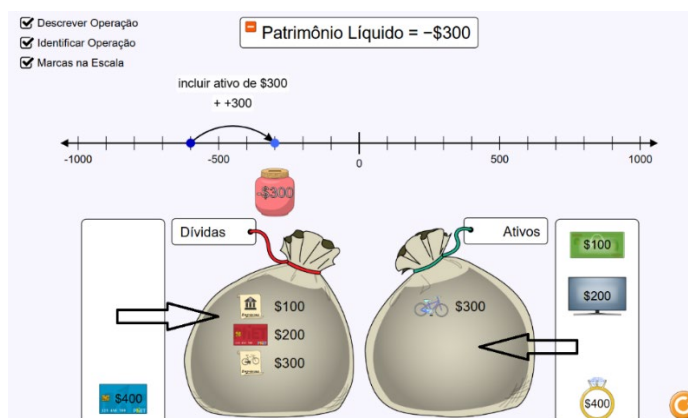 Descrever Operação
Identificar Operação
Marcas na Escala
Patrimônio Líquido = −$300
incluir ativo de $300
+ +300
-1000
-500
0
500
1000
-$300
Dívidas
Ativos
$100
$200
$300
$300
$100
$200
$400
$400